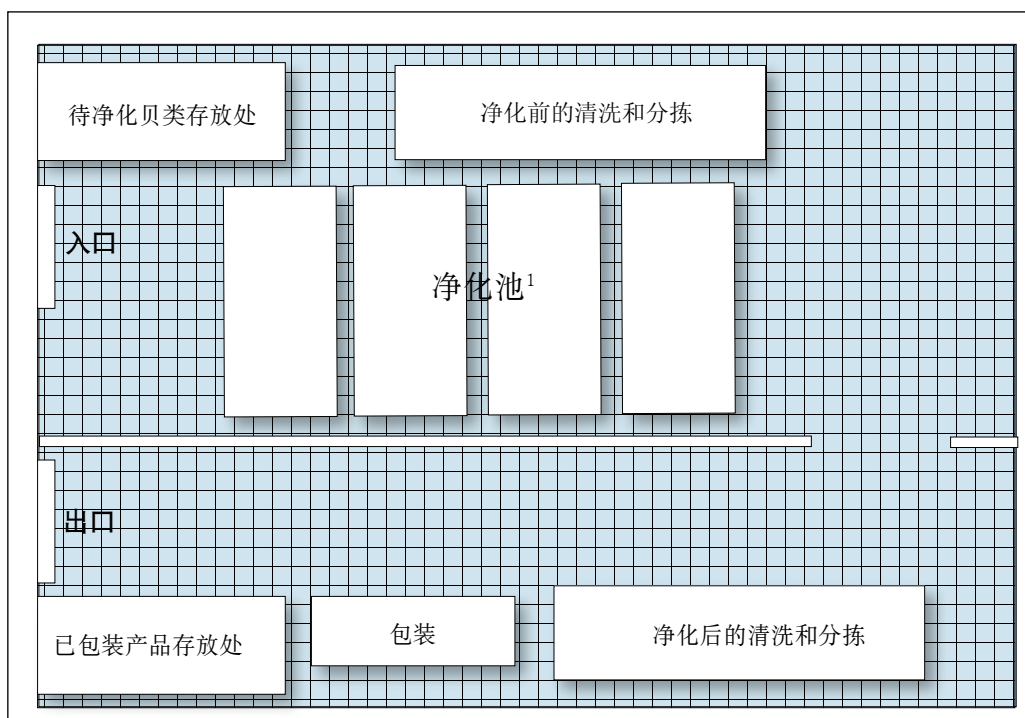 待净化贝类存放处
净化前的清洗和分拣
入口
净化池¹
出口
已包装产品存放处
包装
净化后的清洗和分拣